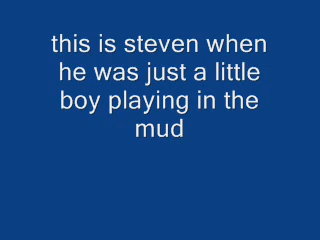 this is steven when
he was just a little
boy playing in the
mud